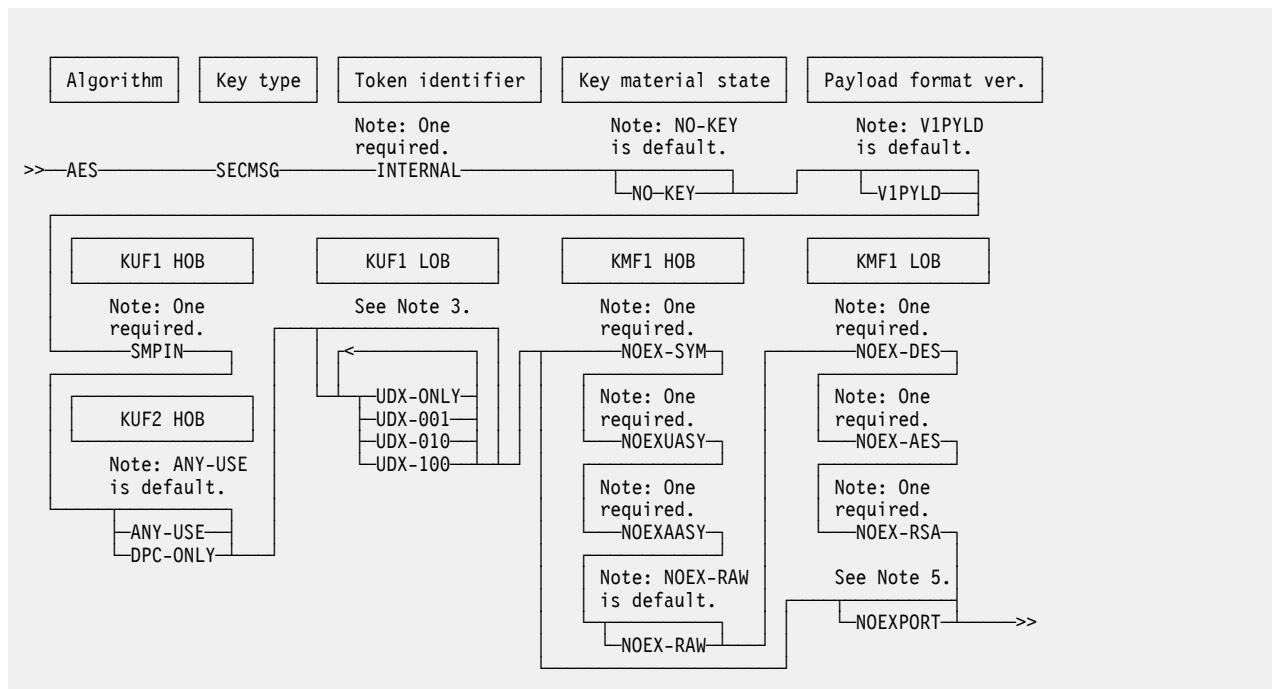 Algorithm Key type Token identifier Key material state Payload format ver.
Note: One Note: NO-KEY Note: V1PYLD
required. is default. is default.
>>—AES SECMSG INTERNAL
NO-KEY V1PYLD
KUF1 HOB KUF1 LOB KMF1 HOB KMF1 LOB
Note: One See Note 3. Note: One Note: One
required. required. required.
SMPIN < NOEX-SYM NOEX-DES
UDX-ONLY Note: One Note: One
KUF2 HOB UDX-001 required. required.
UDX-010 NOEXUASY NOEX-AES
Note: ANY-USE UDX-100
is default. Note: One Note: One
required. required.
ANY-USE NOEXAASY NOEX-RSA
DPC-ONLY
Note: NOEX-RAW See Note 5.
is default.
NOEXPORT >>
NOEX-RAW